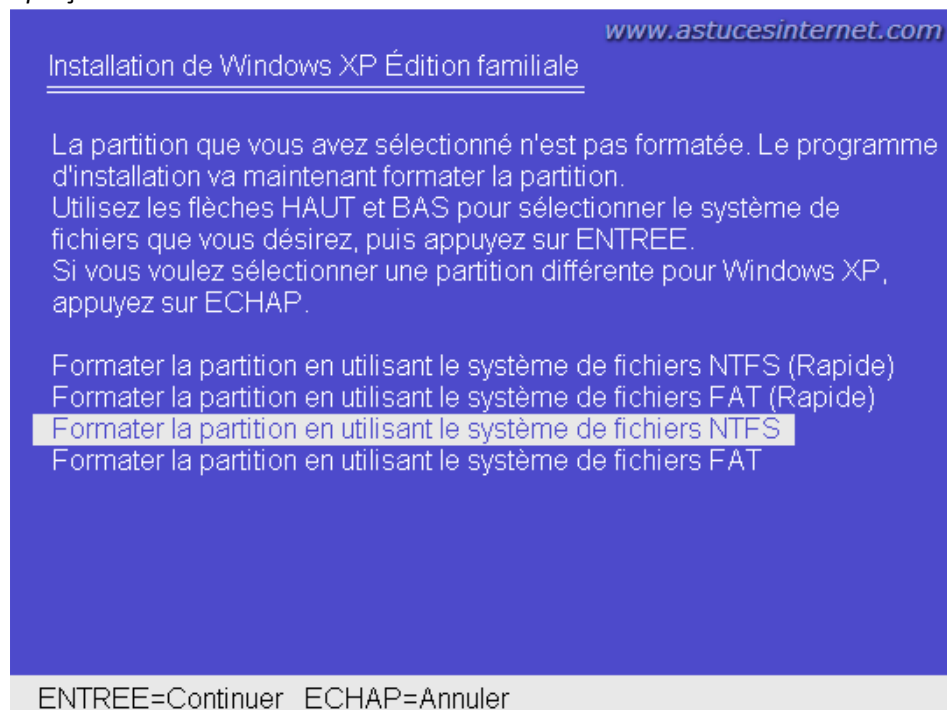 www.astucesinternet.com
Installation de Windows XP Édition familiale
La partition que vous avez sélectionné n'est pas formatée. Le programme
d'installation va maintenant formater la partition.
Utilisez les flèches HAUT et BAS pour sélectionner le système de
fichiers que vous désirez, puis appuyez sur ENTREE.
Si vous voulez sélectionner une partition différente pour Windows XP,
appuyez sur ECHAP.
Formater la partition en utilisant le système de fichiers NTFS (Rapide)
Formater la partition en utilisant le système de fichiers FAT (Rapide)
Formater la partition en utilisant le système de fichiers NTFS
Formater la partition en utilisant le système de fichiers FAT
ENTREE=Continuer ECHAP=Annuler